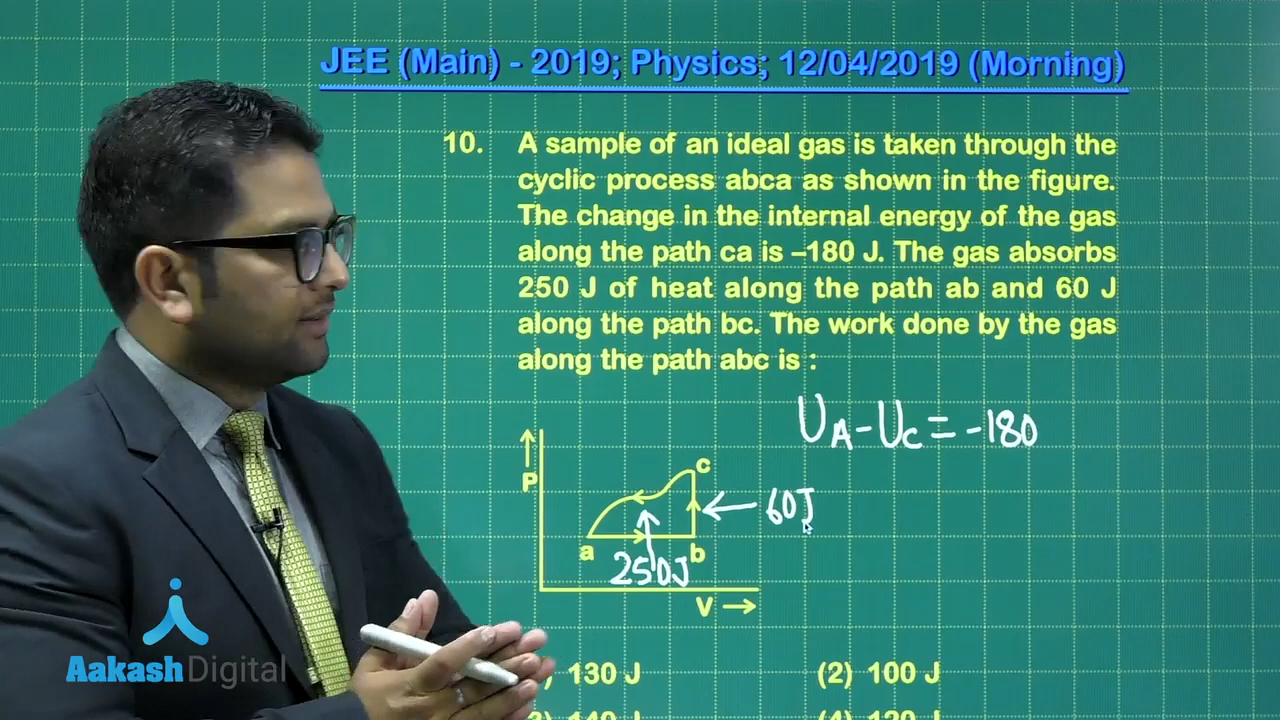 JEE (Main) - 2019; Physics; 12/04/2019 (Morning)
10. A sample of an ideal gas is taken through the
cyclic process abca as shown in the figure.
The change in the internal energy of the gas
along the path ca is –180 J. The gas absorbs
250 J of heat along the path ab and 60 J
along the path bc. The work done by the gas
along the path abc is :
U_A - U_C = -180
P
c
60J
a
b
250J
V
Aakash Digital
130 J (2) 100 J